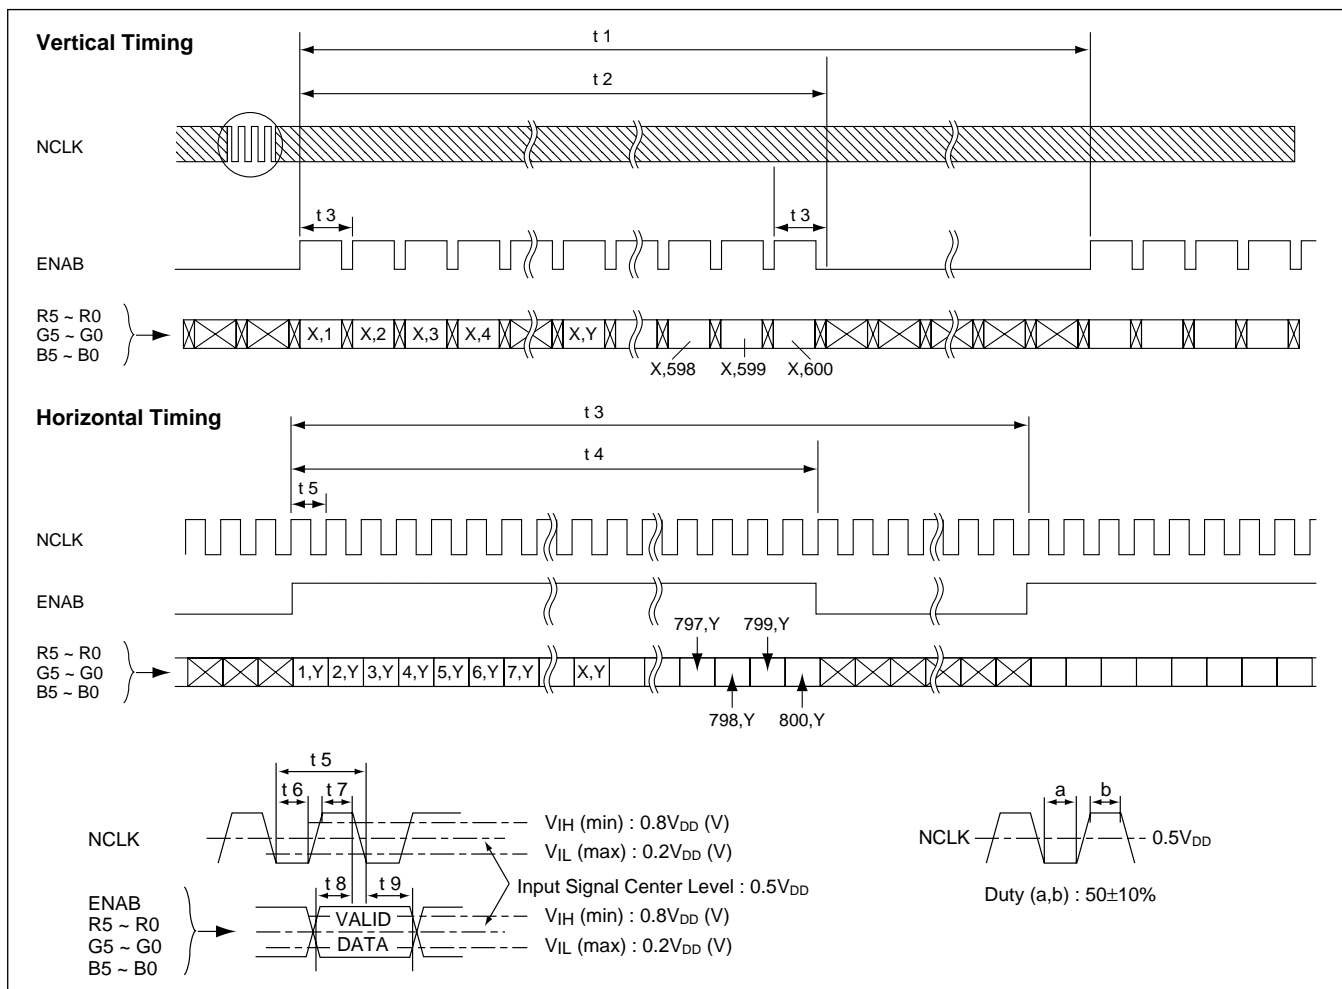 Vertical Timing
t 1
t 2
NCLK
t 3
t 3
ENAB
R5 ~ R0
G5 ~ G0
B5 ~ B0
X,1 X,2 X,3 X,4 X,Y
X,598 X,599 X,600
Horizontal Timing
t 3
t 4
t 5
NCLK
ENAB
797,Y 799,Y
R5 ~ R0
G5 ~ G0
B5 ~ B0
1,Y 2,Y 3,Y 4,Y 5,Y 6,Y 7,Y X,Y
798,Y 800,Y
t 5
t 6 t 7
NCLK
VIH (min) : 0.8VDD (V)
VIL (max) : 0.2VDD (V)
t 8 t 9
Input Signal Center Level : 0.5VDD
ENAB
R5 ~ R0
G5 ~ G0
B5 ~ B0
VALID
DATA
VIH (min) : 0.8VDD (V)
VIL (max) : 0.2VDD (V)
a b
NCLK
0.5VDD
Duty (a,b) : 50±10%